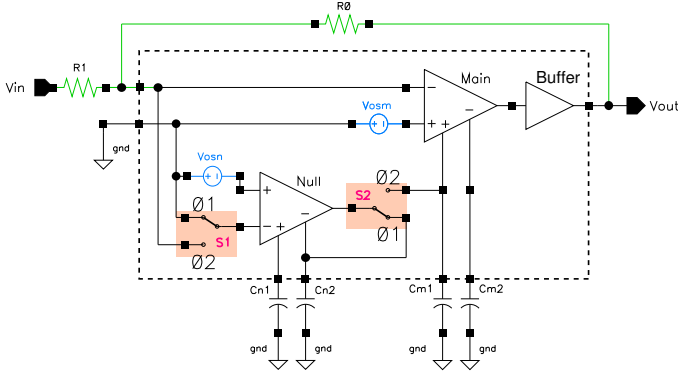 R0
R1
Vin
Main
Buffer
Vout
Vosm
gnd
Vosn
Null
Ø2
S2
Ø1
Ø1
S1
Ø2
Cn1
Cn2
Cm1
Cm2
gnd
gnd
gnd
gnd